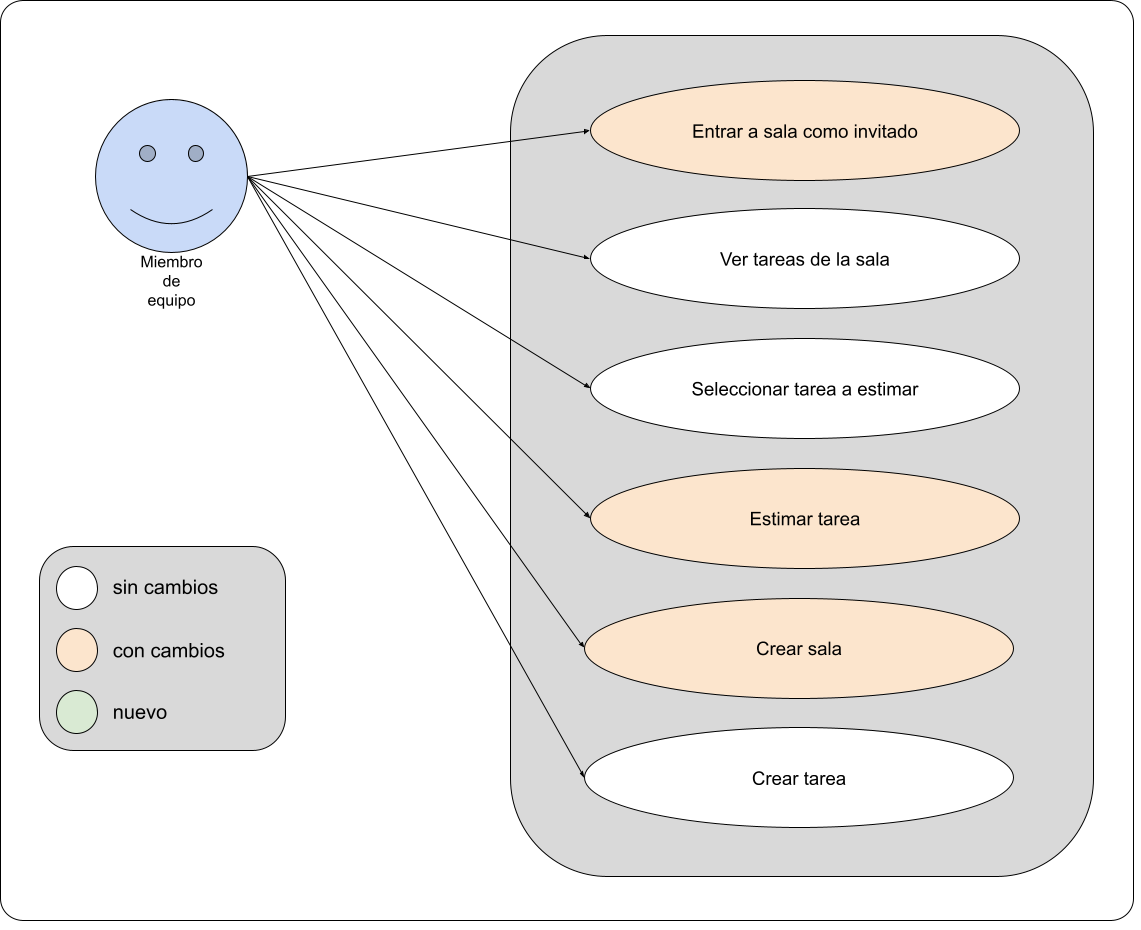 Miembro
de
equipo
Entrar a sala como invitado
Ver tareas de la sala
Seleccionar tarea a estimar
Estimar tarea
Crear sala
Crear tarea
sin cambios
con cambios
nuevo